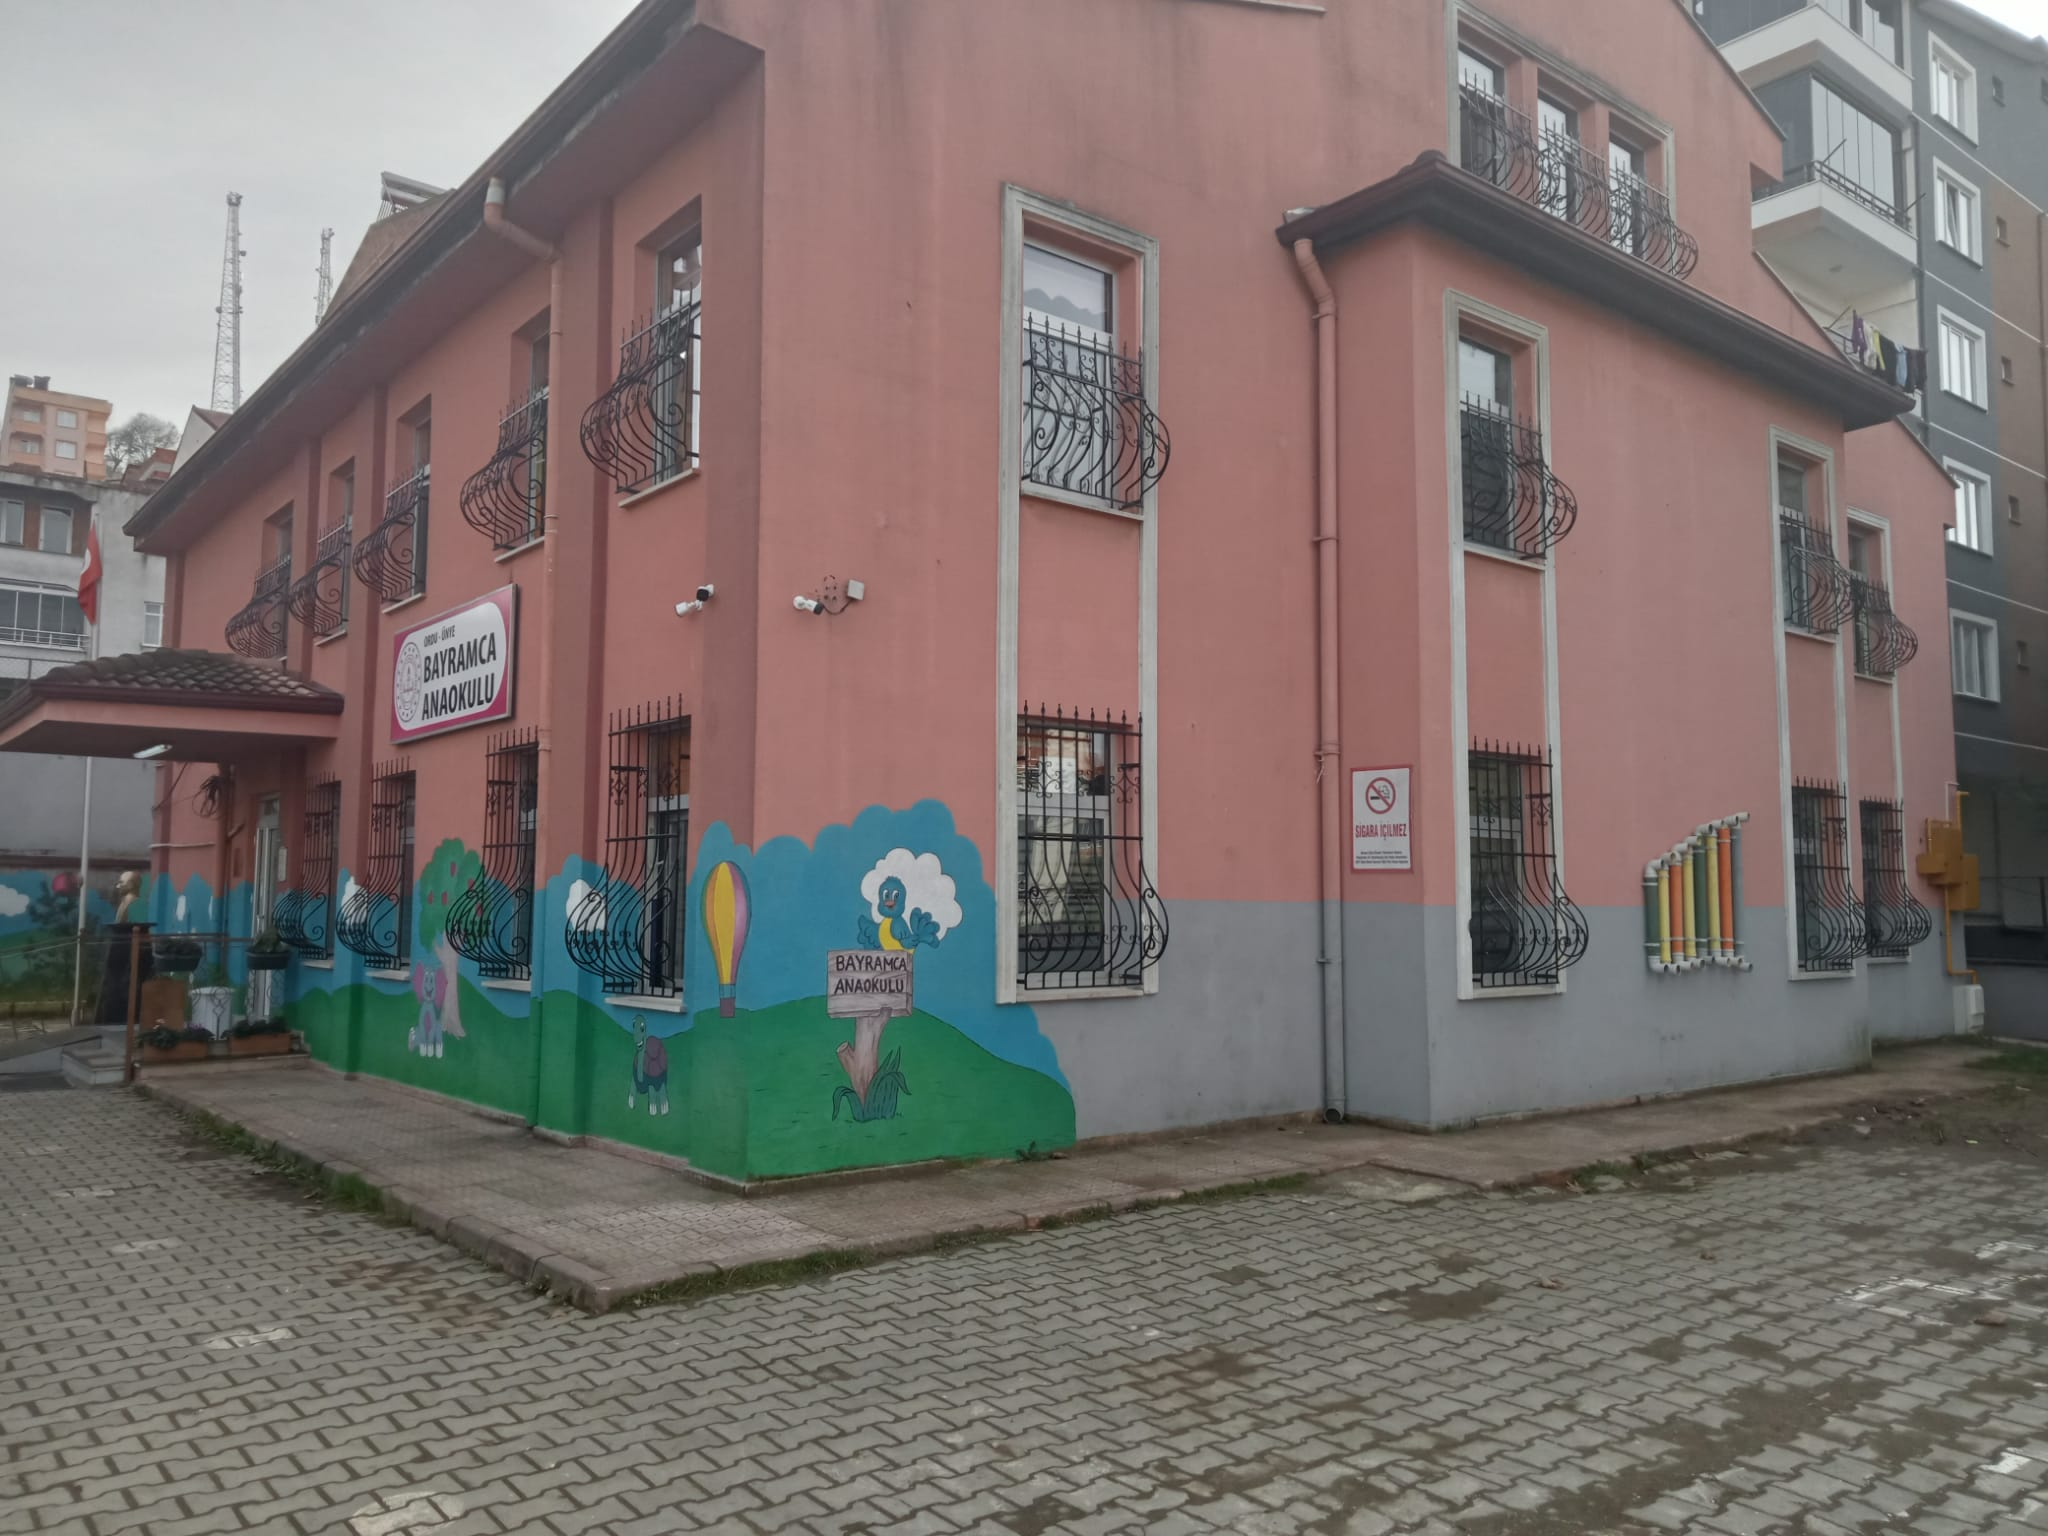 ORDU - ÜNYE
BAYRAMCA
ANAOKULU
BAYRAMCA
ANAOKULU
SİGARA İÇİLMEZ